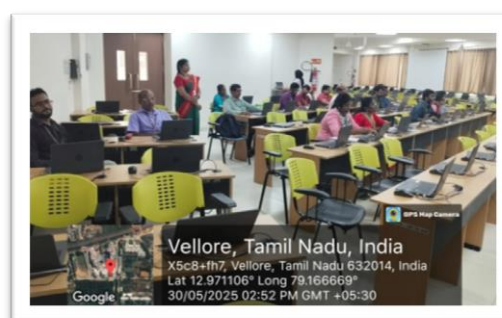 GPS Map Camera
Vellore, Tamil Nadu, India
X5c8+fh7, Vellore, Tamil Nadu 632014, India
Lat 12.971106° Long 79.166669°
30/05/2025 02:52 PM GMT +05:30
Google